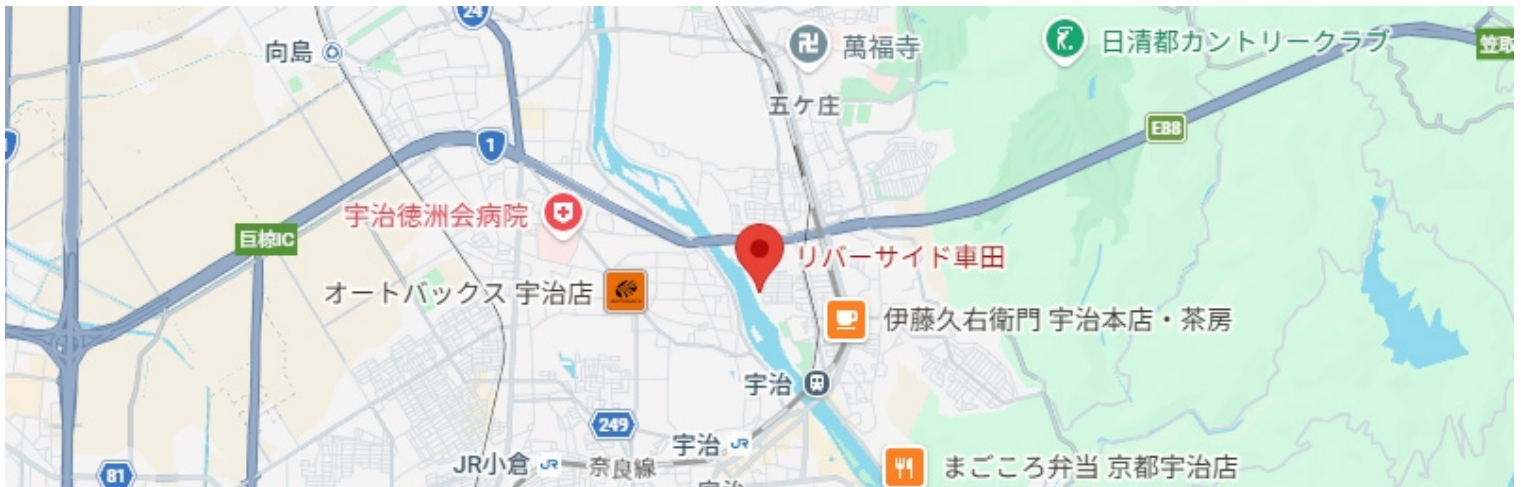 24
向島
萬福寺
日清都カントリークラブ
笠取
五ケ庄
1
E88
宇治徳洲会病院
巨椋IC
リバーサイド車田
オートバックス 宇治店
伊藤久右衛門 宇治本店・茶房
宇治
249
宇治 JR
JR小倉 JR
奈良線
81
まごころ弁当 京都宇治店
宇治